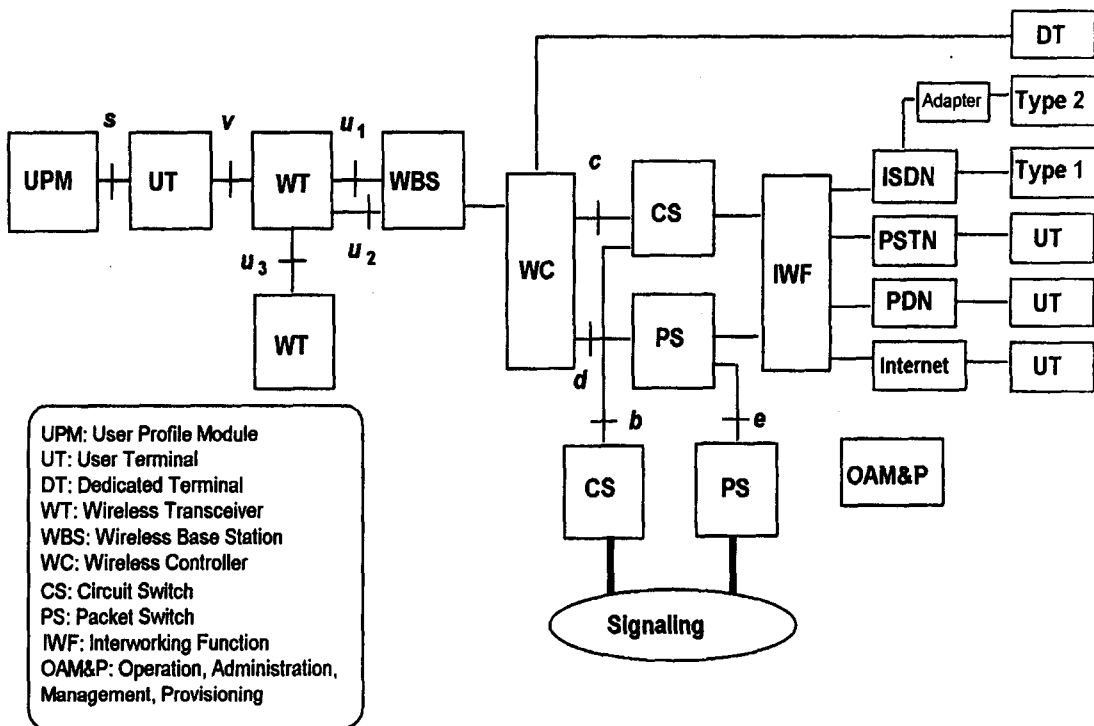 DT
Adapter
Type 2
s
v
u1
UPM
UT
WT
WBS
c
ISDN
Type 1
CS
u3
u2
WC
IWF
PSTN
UT
PS
PDN
UT
WT
d
Internet
UT
b
e
UPM: User Profile Module
UT: User Terminal
DT: Dedicated Terminal
WT: Wireless Transceiver
WBS: Wireless Base Station
WC: Wireless Controller
CS: Circuit Switch
PS: Packet Switch
IWF: Interworking Function
OAM&P: Operation, Administration,
Management, Provisioning
CS
PS
OAM&P
Signaling